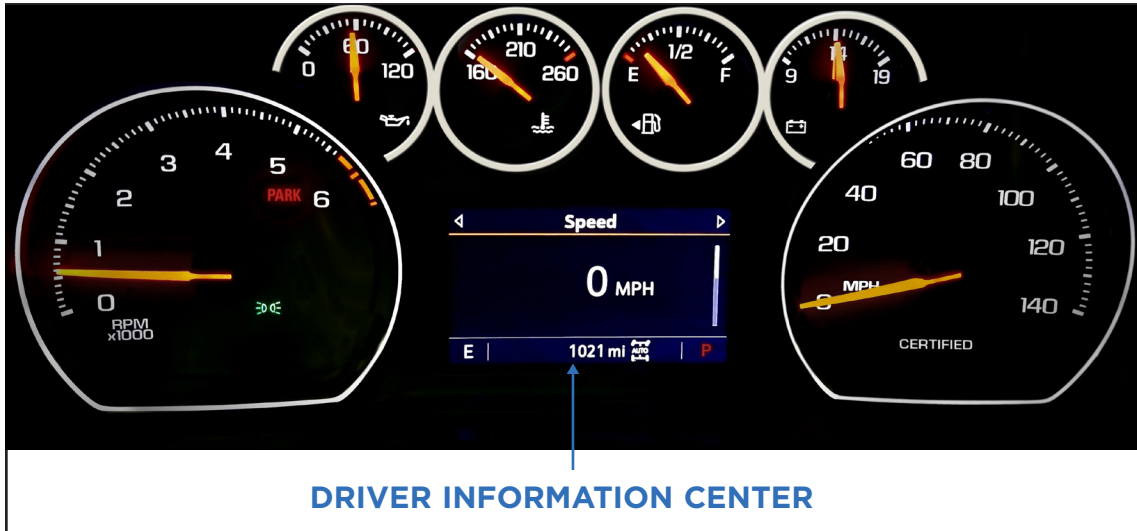 0 60 120
160 210 260
E 1/2 F
9 14 19
0 1 2 3 4 5 6
PARK
RPM
x1000
Speed
0 MPH
E 1021 mi AUTO P
0 20 40 60 80 100 120 140
MPH
CERTIFIED
DRIVER INFORMATION CENTER